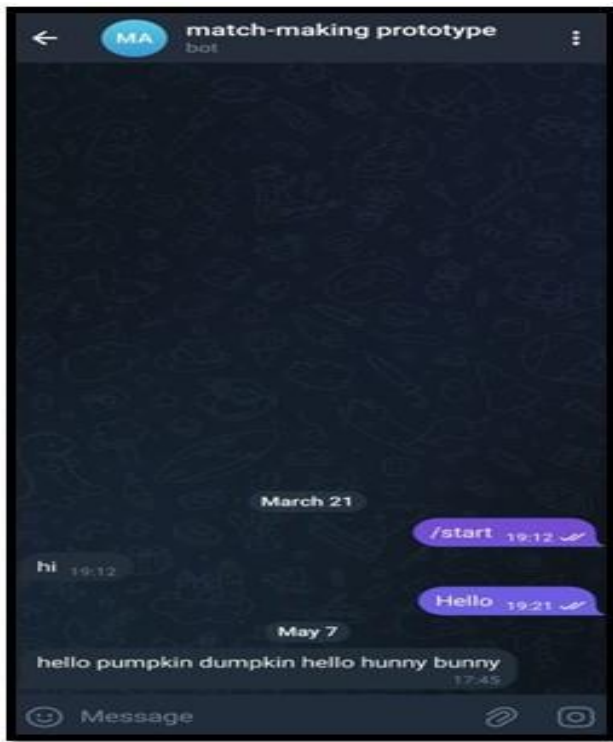 MA
match-making prototype
bot
March 21
/start 19:12
hi 19:12
Hello 19:21
May 7
hello pumpkin dumpkin hello hunny bunny
17:45
Message